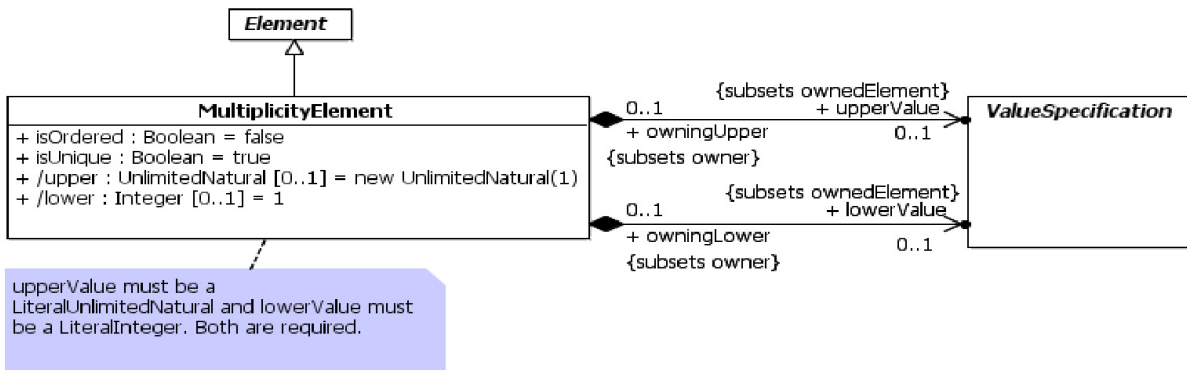 Element
MultiplicityElement
+ isOrdered : Boolean = false
+ isUnique : Boolean = true
+ /upper : UnlimitedNatural [0..1] = new UnlimitedNatural(1)
+ /lower : Integer [0..1] = 1
0..1
+ owningUpper
{subsets owner}
{subsets ownedElement}
+ upperValue
0..1
0..1
+ owningLower
{subsets owner}
{subsets ownedElement}
+ lowerValue
0..1
ValueSpecification
upperValue must be a
LiteralUnlimitedNatural and lowerValue must
be a LiteralInteger. Both are required.